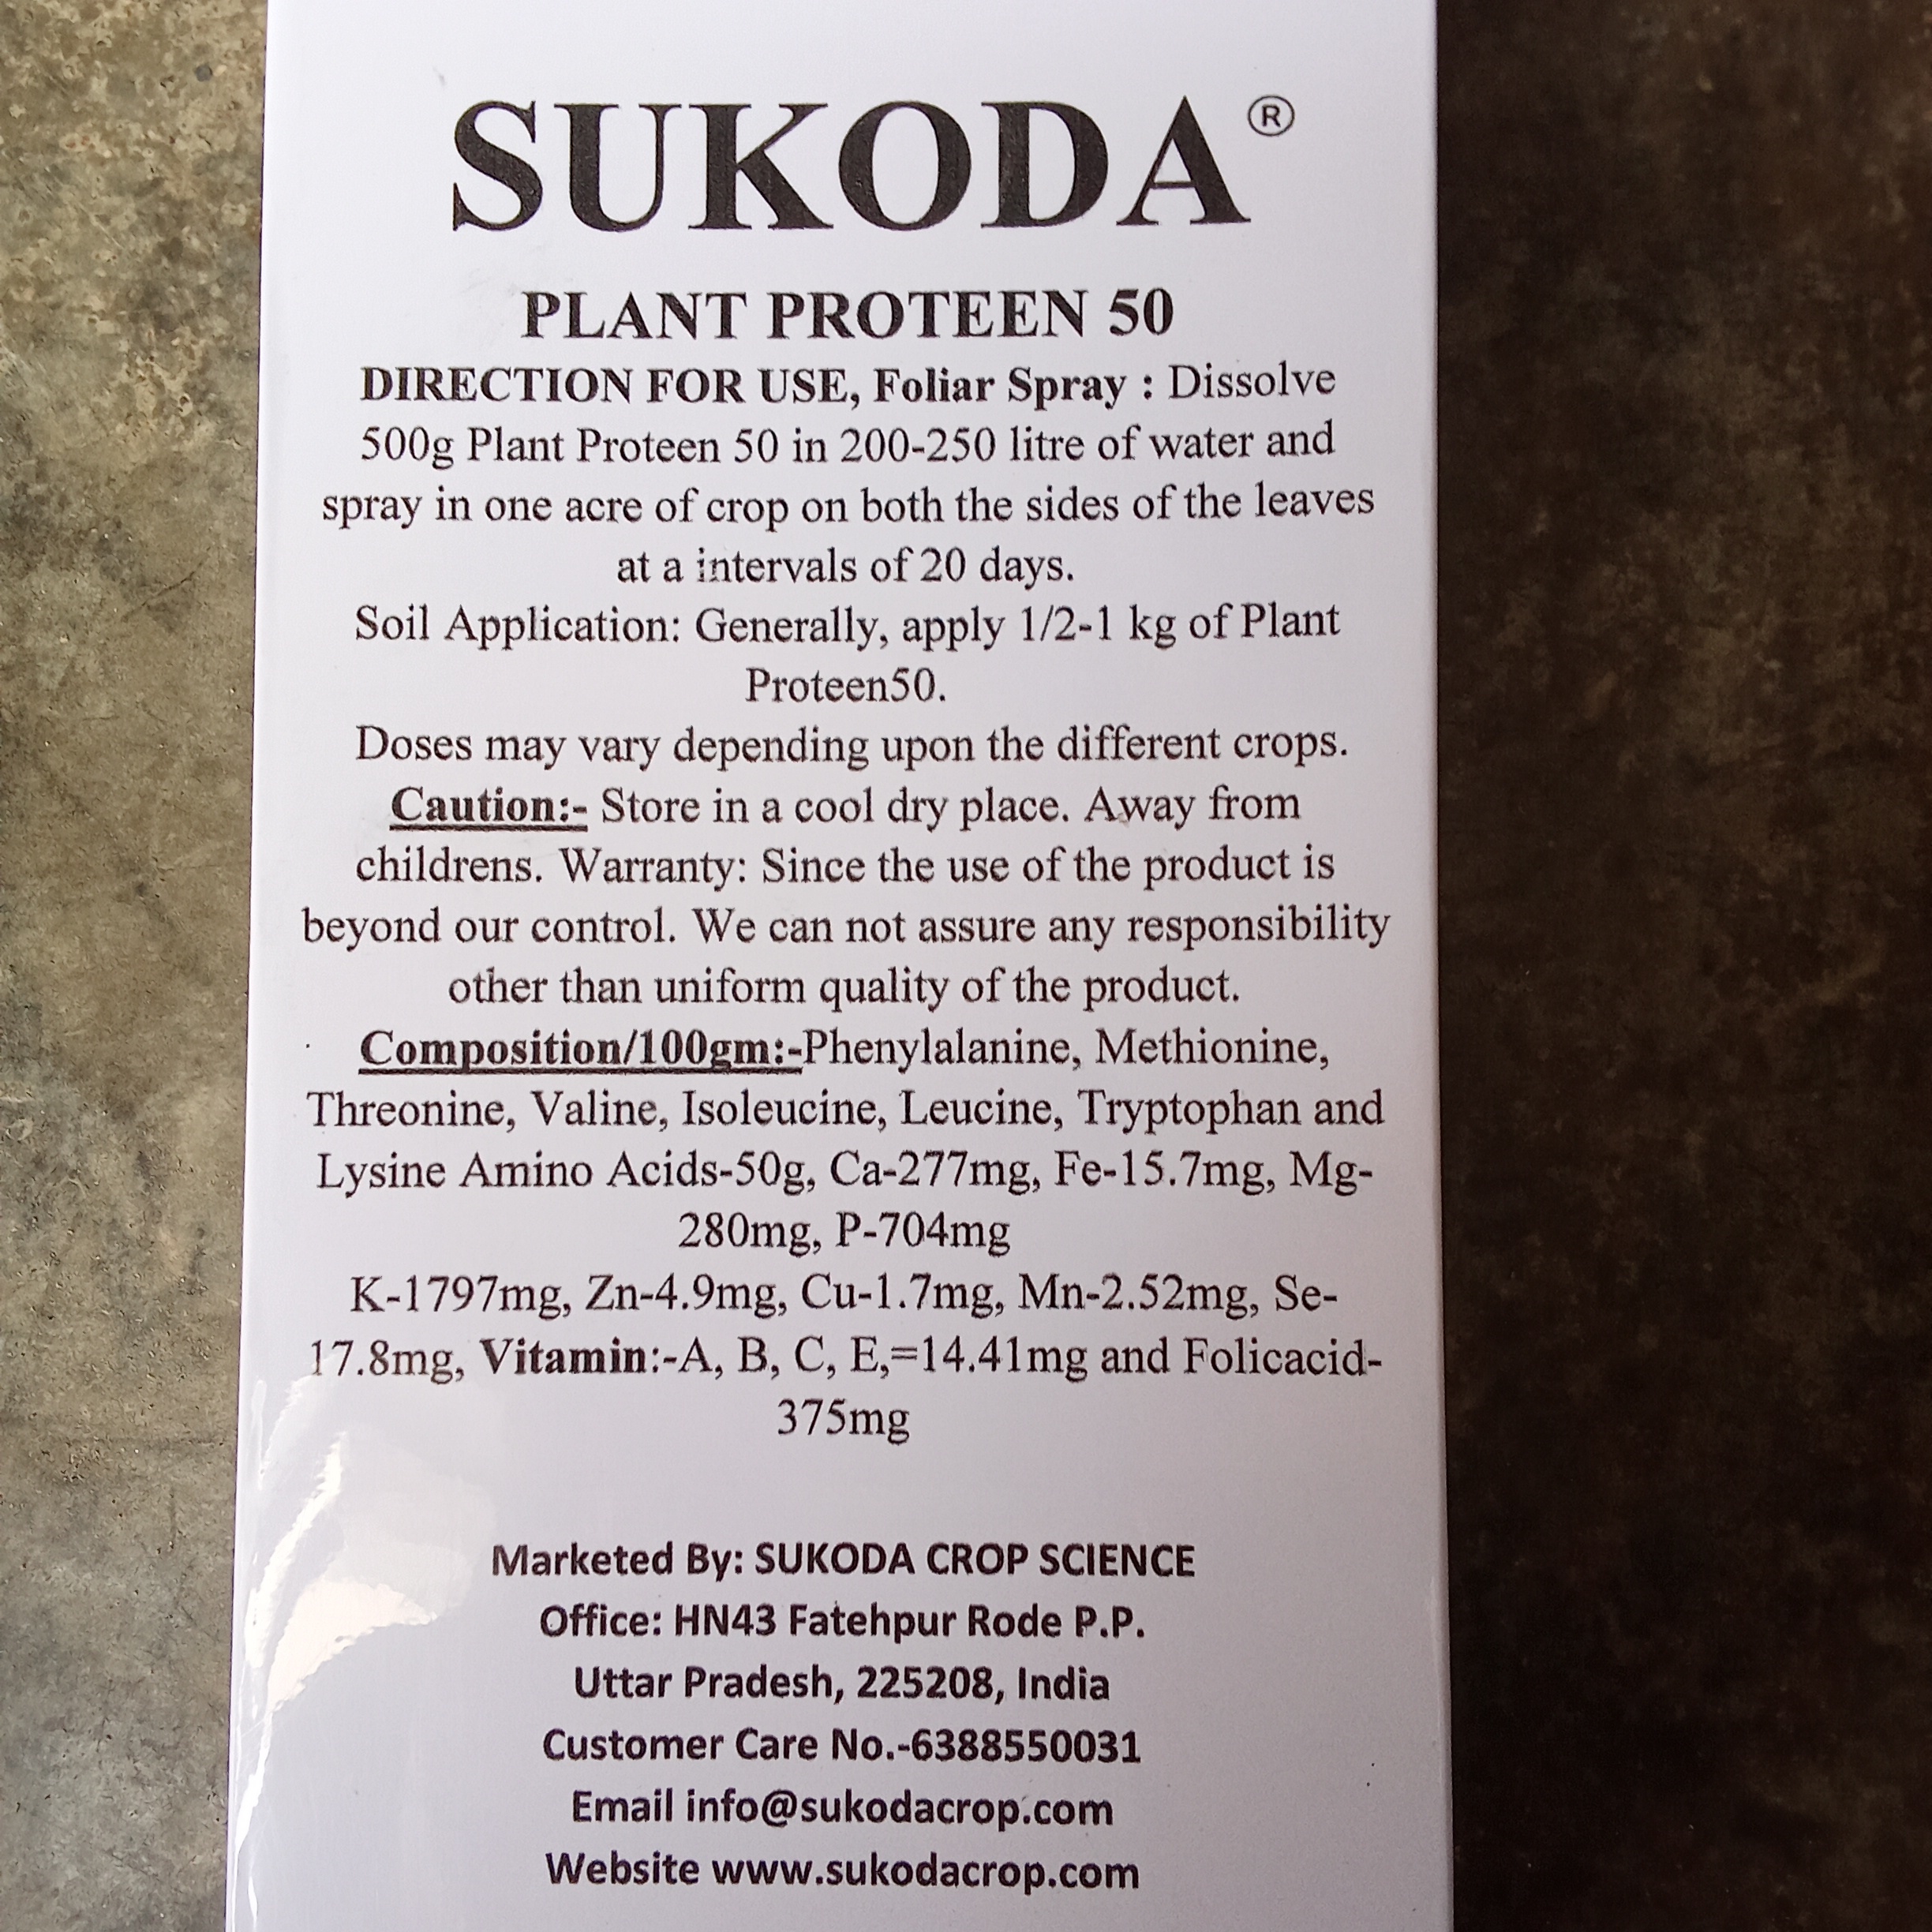 SUKODA®
PLANT PROTEEN 50
DIRECTION FOR USE, Foliar Spray : Dissolve
500g Plant Proteen 50 in 200-250 litre of water and
spray in one acre of crop on both the sides of the leaves
at a intervals of 20 days.
Soil Application: Generally, apply 1/2-1 kg of Plant
Proteen50.
Doses may vary depending upon the different crops.
Caution:- Store in a cool dry place. Away from
childrens. Warranty: Since the use of the product is
beyond our control. We can not assure any responsibility
other than uniform quality of the product.
Composition/100gm:-Phenylalanine, Methionine,
Threonine, Valine, Isoleucine, Leucine, Tryptophan and
Lysine Amino Acids-50g, Ca-277mg, Fe-15.7mg, Mg-
280mg, P-704mg
K-1797mg, Zn-4.9mg, Cu-1.7mg, Mn-2.52mg, Se-
17.8mg, Vitamin:-A, B, C, E,=14.41mg and Folicacid-
375mg
Marketed By: SUKODA CROP SCIENCE
Office: HN43 Fatehpur Rode P.P.
Uttar Pradesh, 225208, India
Customer Care No.-6388550031
Email info@sukodacrop.com
Website www.sukodacrop.com